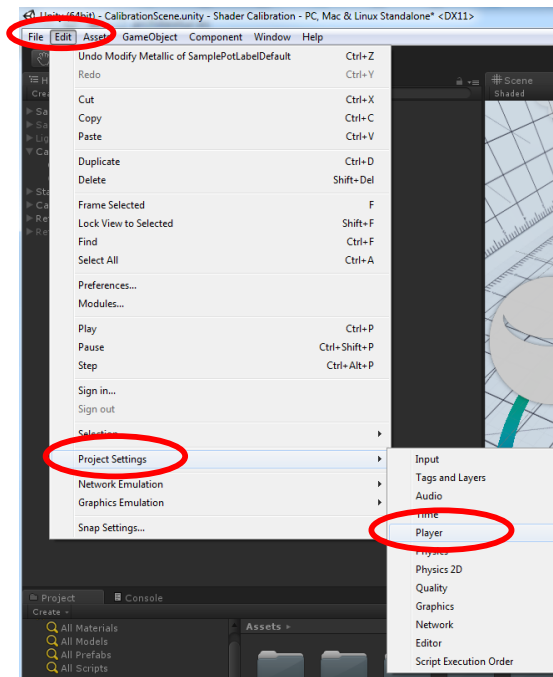 Unity (64bit) - CalibrationScene.unity - Shader Calibration - PC, Mac & Linux Standalone* <DX11>
File Edit Assets GameObject Component Window Help
Undo Modify Metallic of SamplePotLabelDefault Ctrl+Z
Redo Ctrl+Y
Scene
Shaded
Cut Ctrl+X
Copy Ctrl+C
Paste Ctrl+V
Duplicate Ctrl+D
Delete Shift+Del
Frame Selected F
Lock View to Selected Shift+F
Find Ctrl+F
Select All Ctrl+A
Preferences...
Modules...
Play Ctrl+P
Pause Ctrl+Shift+P
Step Ctrl+Alt+P
Sign in...
Sign out
Selection
Project Settings
Network Emulation
Graphics Emulation
Snap Settings...
Input
Tags and Layers
Audio
Time
Player
Physics
Physics 2D
Quality
Graphics
Network
Editor
Script Execution Order
Project Console
Create
All Materials
All Models
All Prefabs
All Scripts
Assets